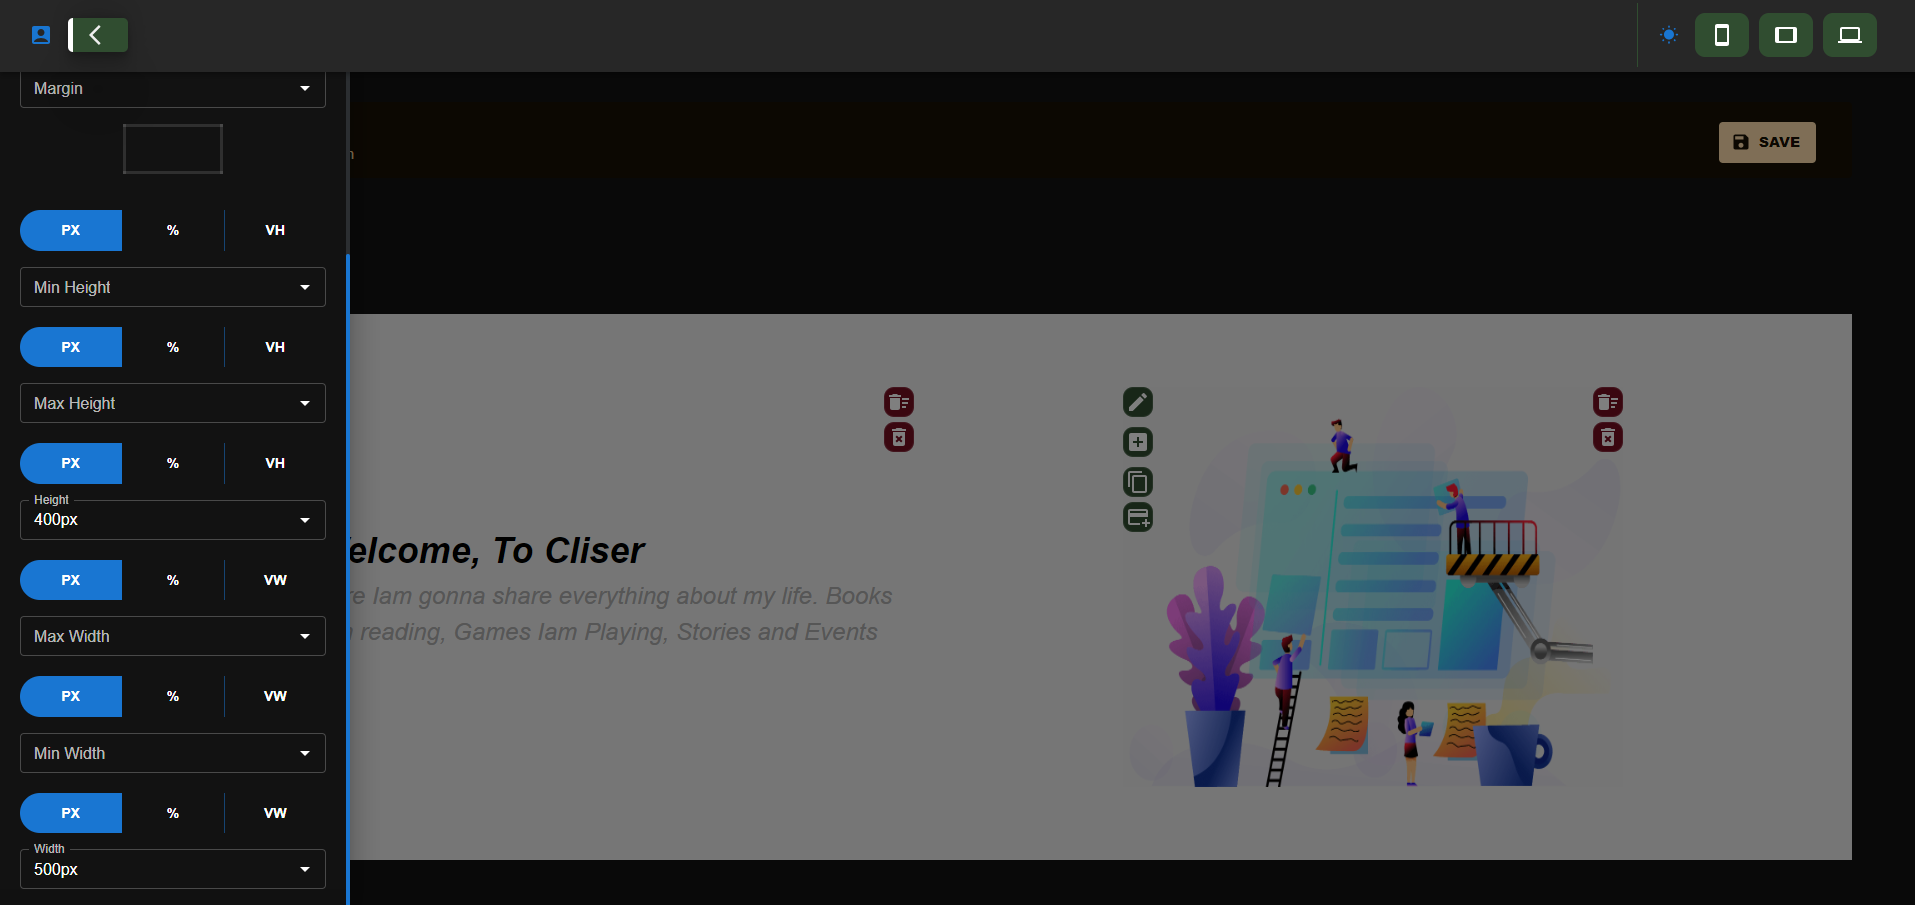 Margin
SAVE
PX % VH
Min Height
PX % VH
Max Height
PX % VH
Height
400px
PX % VW
Max Width
PX % VW
Min Width
PX % VW
Width
500px
elcome, To Cliser
re Iam gonna share everything about my life. Books
reading, Games Iam Playing, Stories and Events